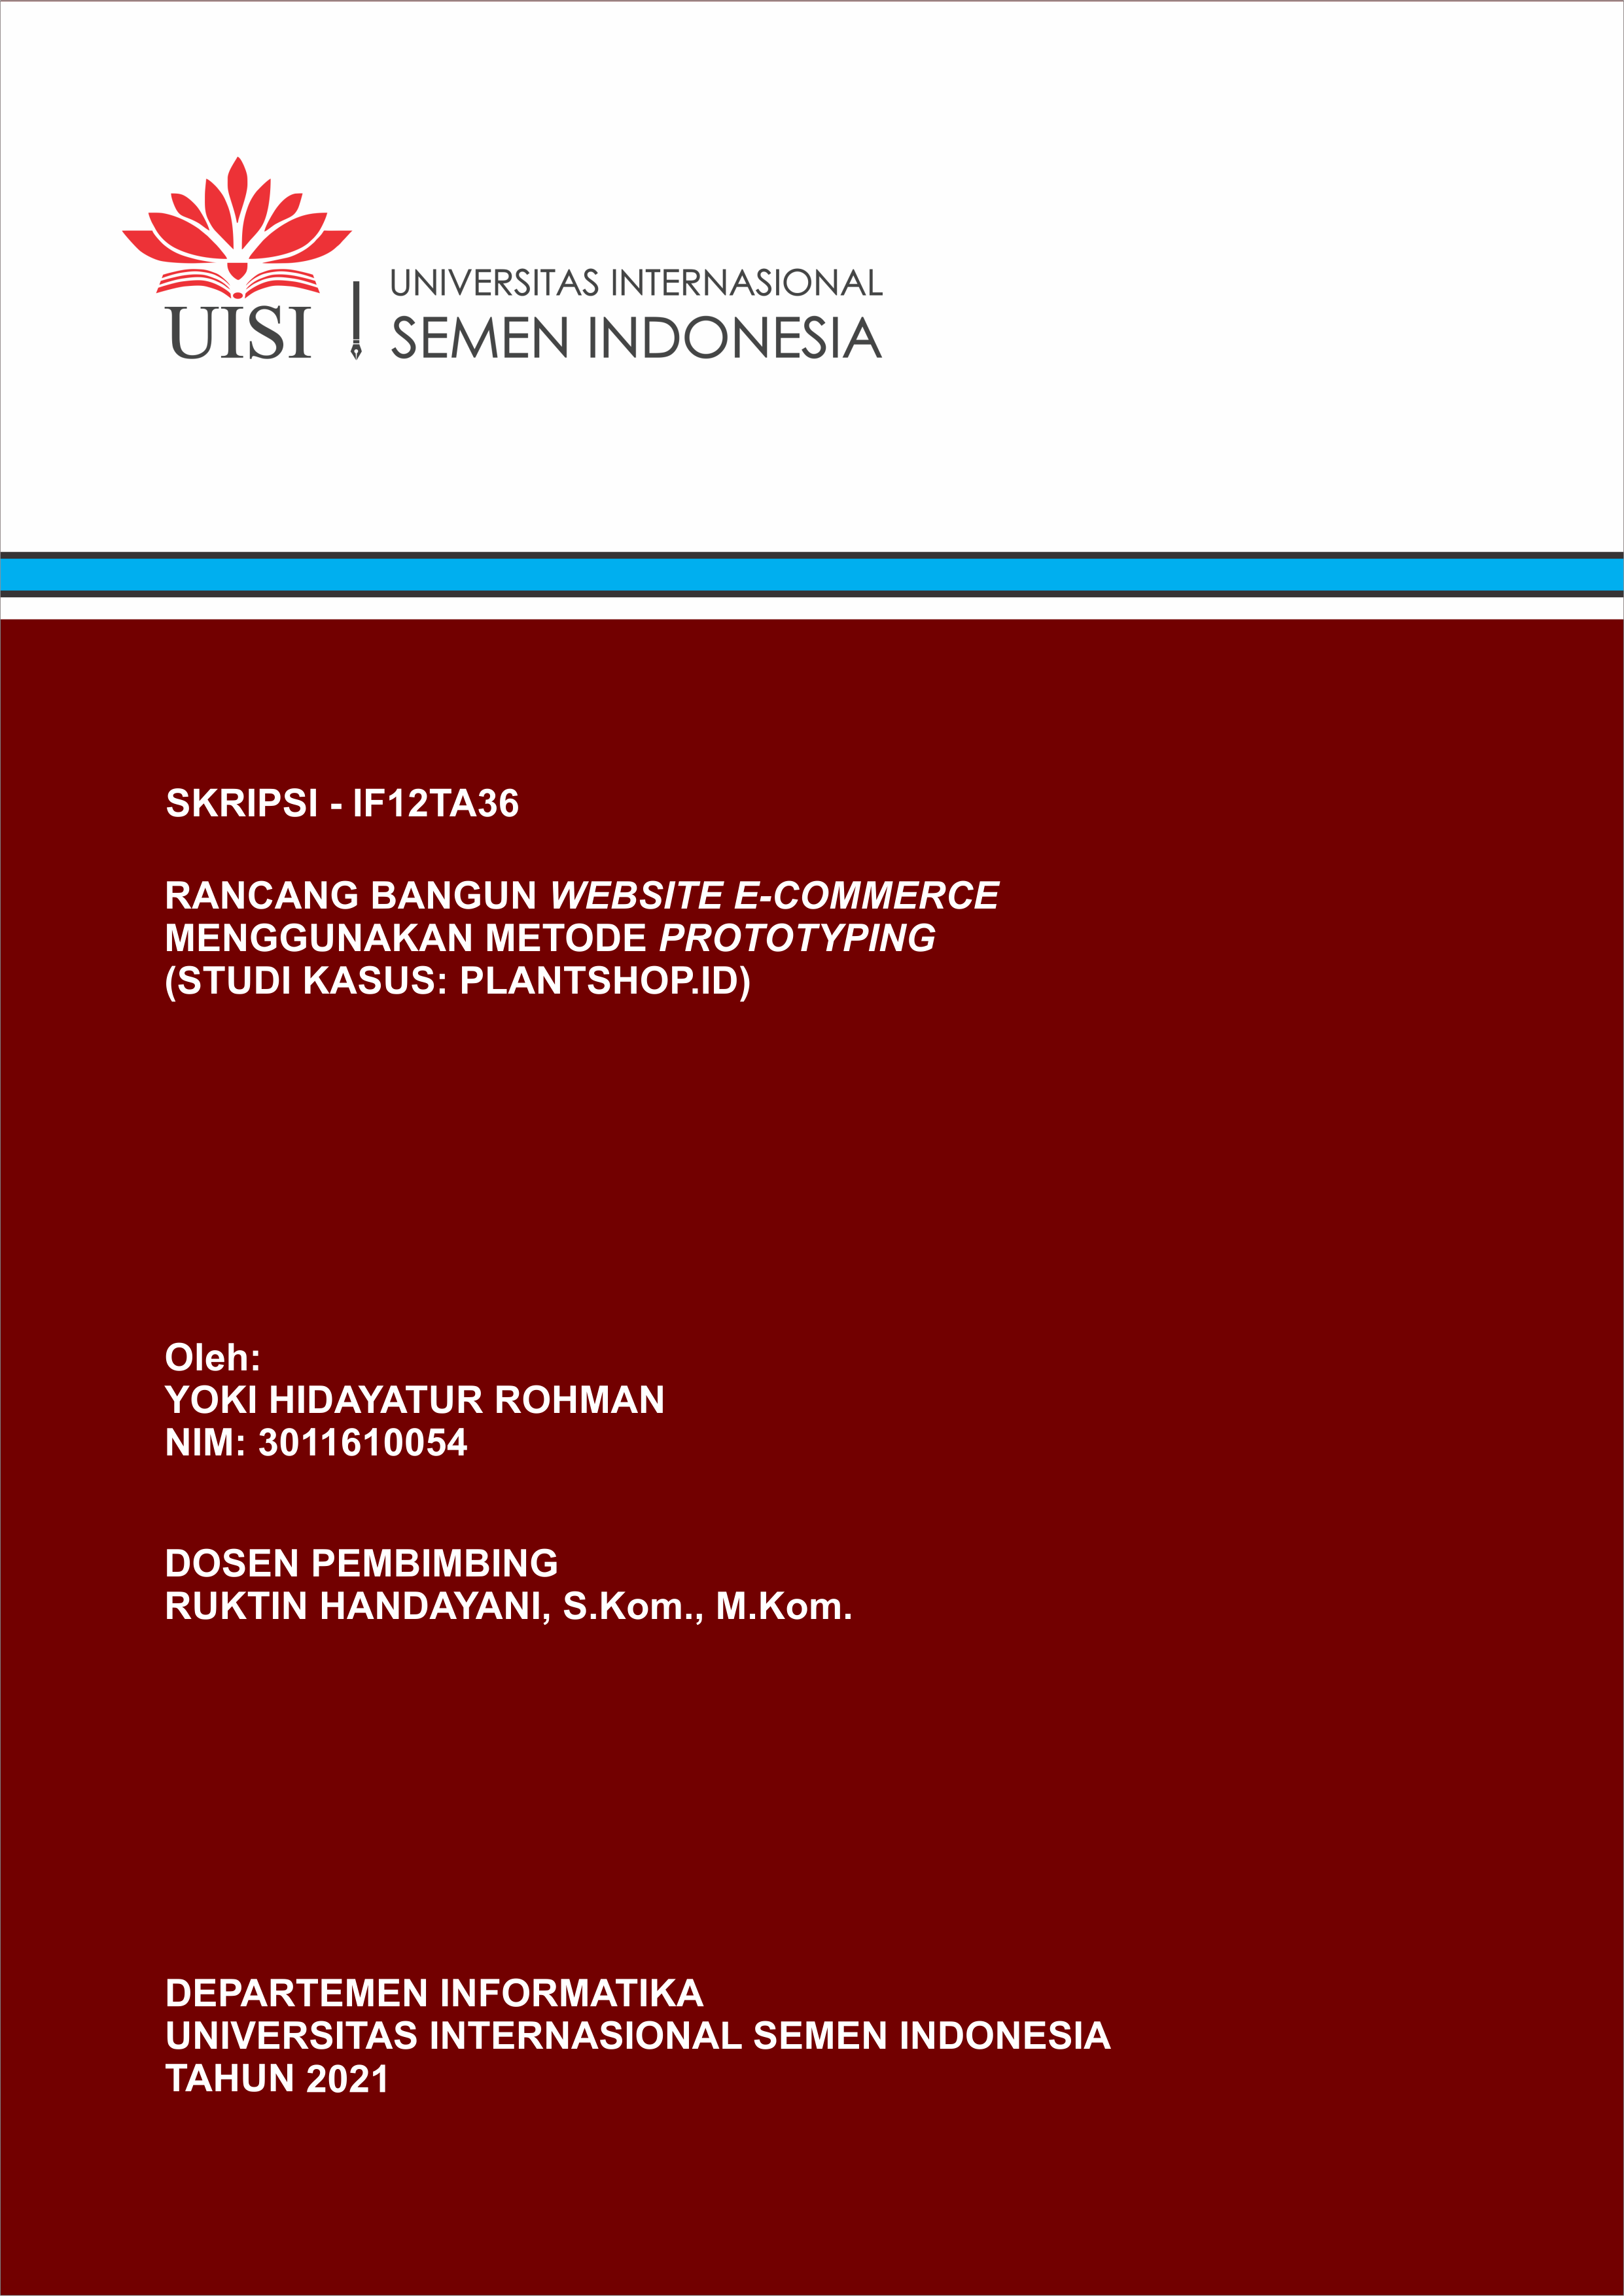 UISI
UNIVERSITAS INTERNASIONAL
SEMEN INDONESIA
SKRIPSI - IF12TA36
RANCANG BANGUN WEBSITE E-COMMERCE
MENGGUNAKAN METODE PROTOTYPING
(STUDI KASUS: PLANTSHOP.ID)
Oleh:
YOKI HIDAYATUR ROHMAN
NIM: 3011610054
DOSEN PEMBIMBING
RUKTIN HANDAYANI, S.Kom., M.Kom.
DEPARTEMEN INFORMATIKA
UNIVERSITAS INTERNASIONAL SEMEN INDONESIA
TAHUN 2021